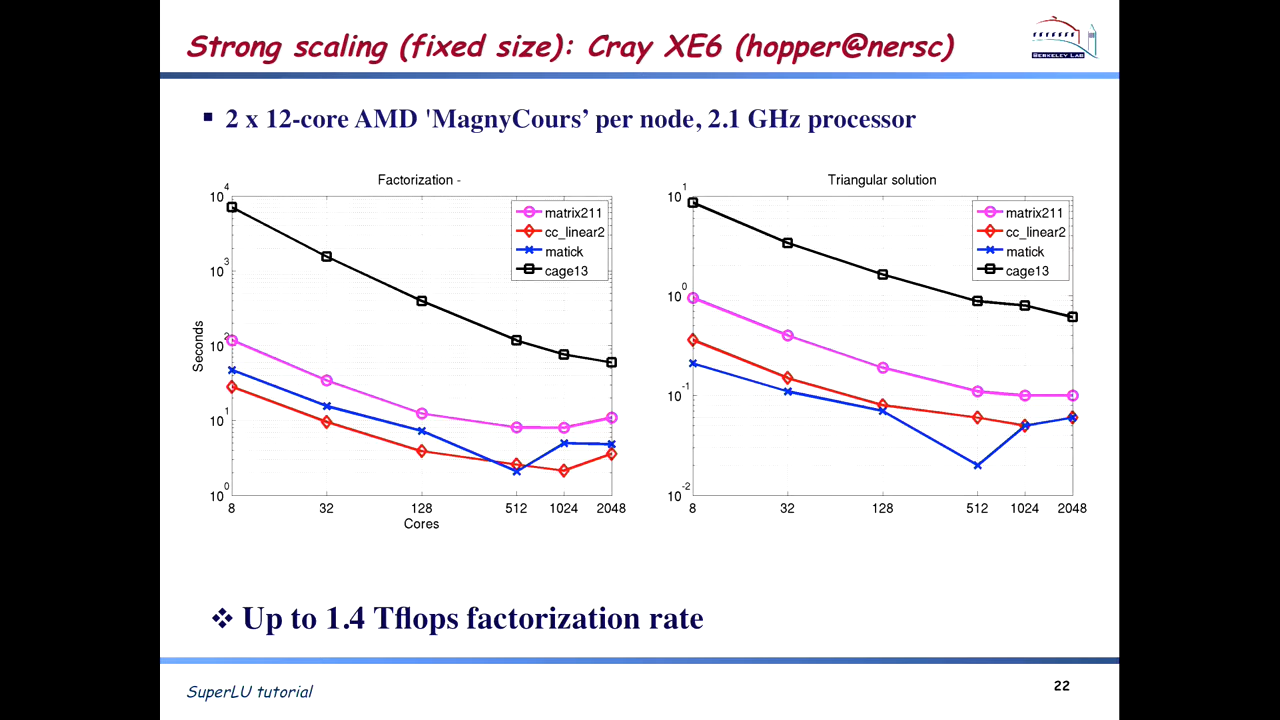 Strong scaling (fixed size): Cray XE6 (hopper@nersc)
BERKELEY LAB
▪ 2 x 12-core AMD 'MagnyCours’ per node, 2.1 GHz processor
Factorization -
10^4
10^3
10^2
10^1
10^0
Seconds
matrix211
cc_linear2
matick
cage13
8 32 128 512 1024 2048
Cores
Triangular solution
10^1
10^0
10^-1
10^-2
matrix211
cc_linear2
matick
cage13
8 32 128 512 1024 2048
❖ Up to 1.4 Tflops factorization rate
SuperLU tutorial
22